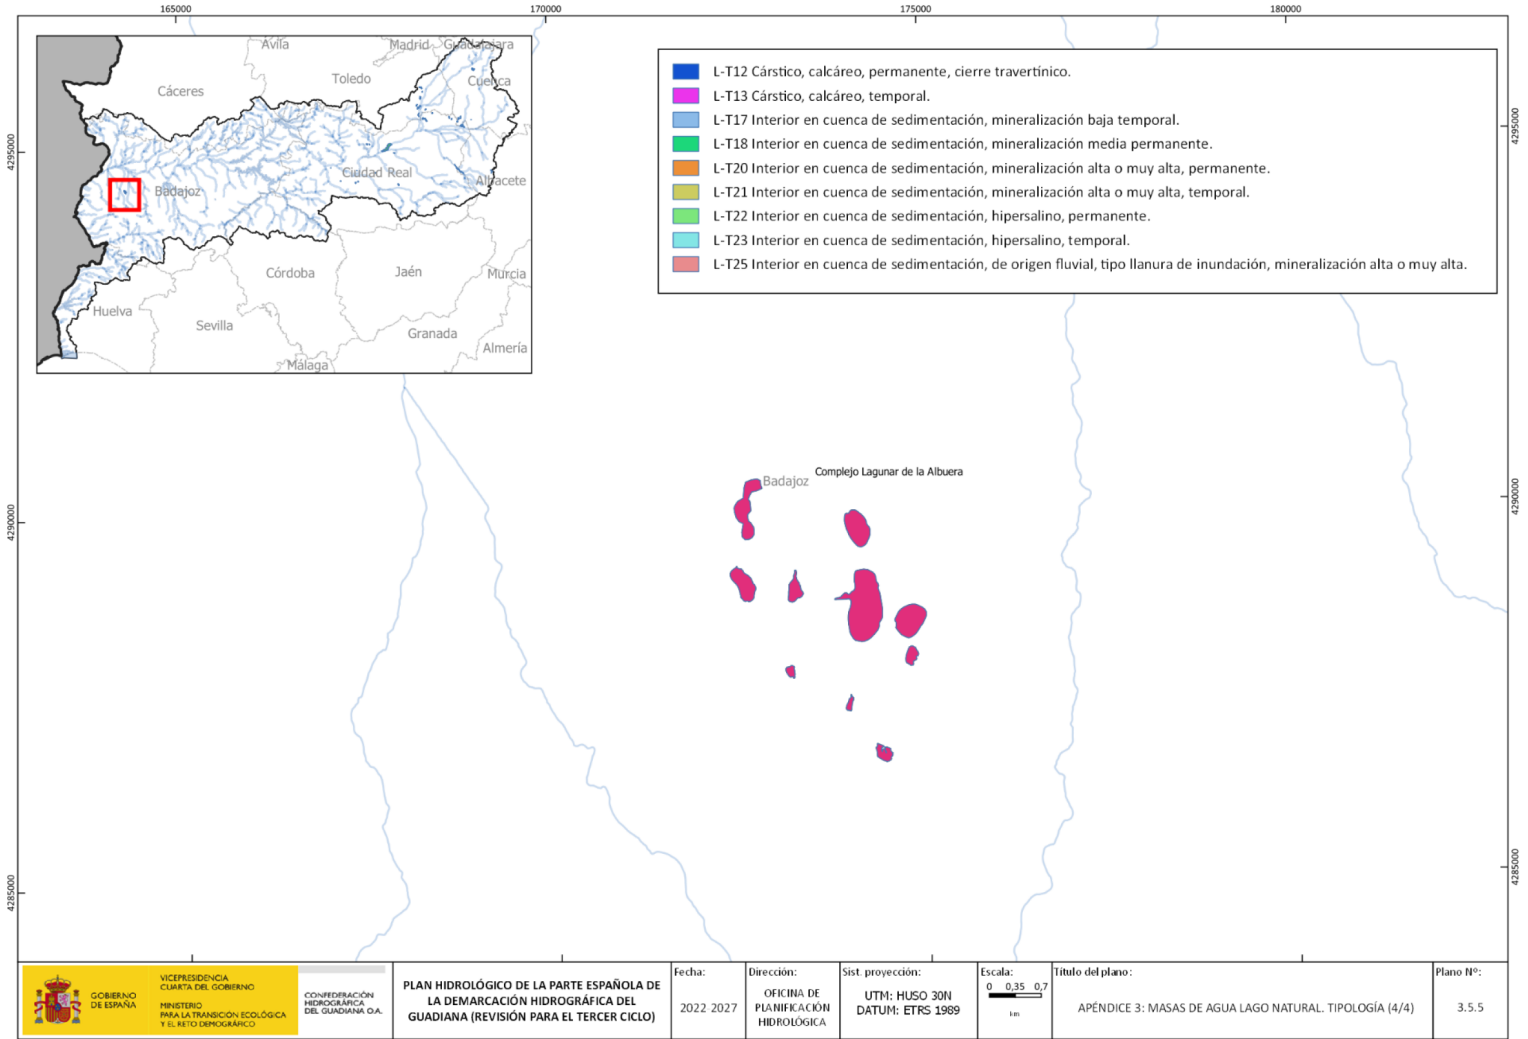 165000
170000
175000
180000
Ávila
Madrid
Guadalajara
Toledo
Cuenca
Cáceres
Ciudad Real
Albacete
Badajoz
Córdoba
Jaén
Murcia
Huelva
Sevilla
Granada
Almería
Málaga
L-T12 Cárstico, calcáreo, permanente, cierre travertínico.
L-T13 Cárstico, calcáreo, temporal.
L-T17 Interior en cuenca de sedimentación, mineralización baja temporal.
L-T18 Interior en cuenca de sedimentación, mineralización media permanente.
L-T20 Interior en cuenca de sedimentación, mineralización alta o muy alta, permanente.
L-T21 Interior en cuenca de sedimentación, mineralización alta o muy alta, temporal.
L-T22 Interior en cuenca de sedimentación, hipersalino, permanente.
L-T23 Interior en cuenca de sedimentación, hipersalino, temporal.
L-T25 Interior en cuenca de sedimentación, de origen fluvial, tipo llanura de inundación, mineralización alta o muy alta.
4295000
4295000
Complejo Lagunar de la Albuera
Badajoz
4290000
4290000
4285000
4285000
GOBIERNO
DE ESPAÑA
VICEPRESIDENCIA
CUARTA DEL GOBIERNO
MINISTERIO
PARA LA TRANSICIÓN ECOLÓGICA
Y EL RETO DEMOGRÁFICO
CONFEDERACIÓN
HIDROGRÁFICA
DEL GUADIANA O.A.
PLAN HIDROLÓGICO DE LA PARTE ESPAÑOLA DE
LA DEMARCACIÓN HIDROGRÁFICA DEL
GUADIANA (REVISIÓN PARA EL TERCER CICLO)
Fecha:
2022 2027
Dirección:
OFICINA DE
PLANIFICACIÓN
HIDROLÓGICA
Sist. proyección:
UTM: HUSO 30N
DATUM: ETRS 1989
Escala:
0 0,35 0,7
km
Título del plano:
APÉNDICE 3: MASAS DE AGUA LAGO NATURAL. TIPOLOGÍA (4/4)
Plano Nº:
3.5.5